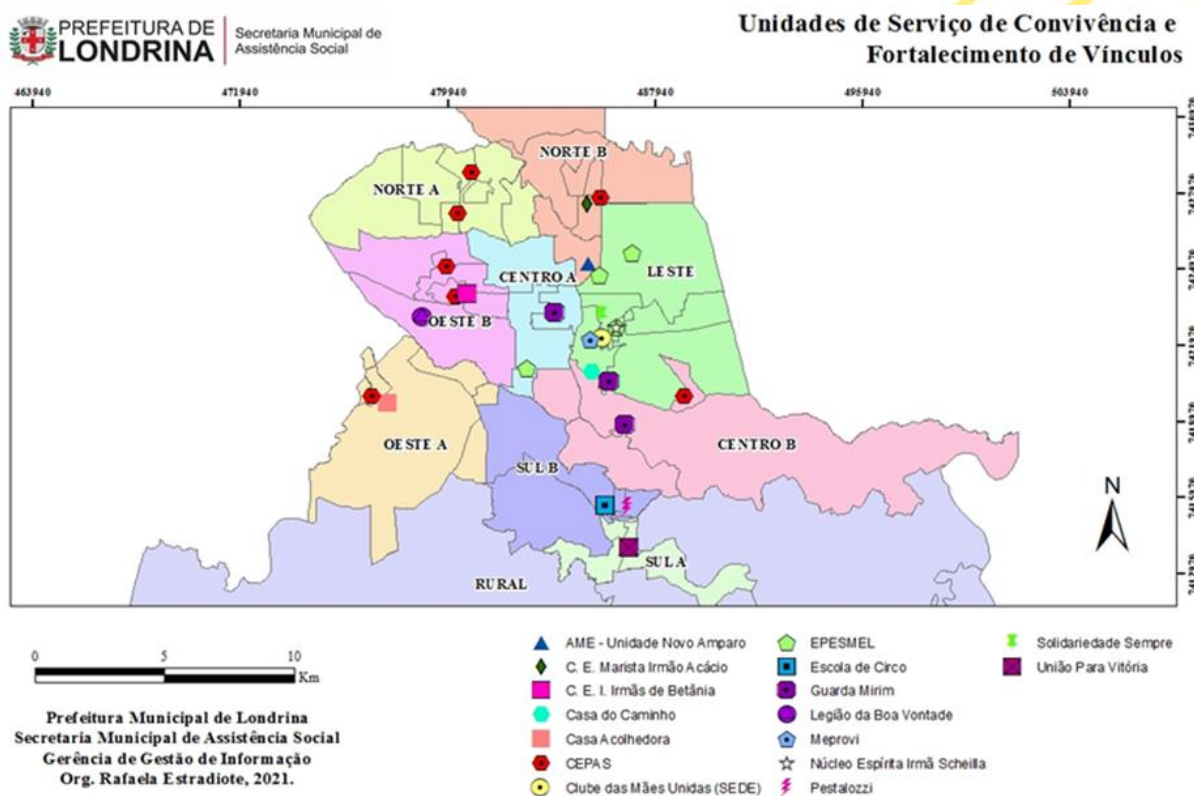 PREFEITURA DE
LONDRINA
Secretaria Municipal de
Assistência Social
Unidades de Serviço de Convivência e
Fortalecimento de Vínculos
463940 471940 479940 487940 495940 503940
NORTE B
NORTE A
CENTRO A
LESTE
OESTE B
OESTE A
CENTRO B
SUL B
SUL A
RURAL
N
0 5 10
Km
Prefeitura Municipal de Londrina
Secretaria Municipal de Assistência Social
Gerência de Gestão de Informação
Org. Rafaela Estradiote, 2021.
AME - Unidade Novo Amparo
C. E. Marista Irmão Acácio
C. E. I. Irmãs de Betânia
Casa do Caminho
Casa Acolhedora
CEPAS
Clube das Mães Unidas (SEDE)
EPESMEL
Escola de Circo
Guarda Mirim
Legião da Boa Vontade
Meprovi
Núcleo Espírita Irmã Scheilla
Pestalozzi
Solidariedade Sempre
União Para Vitória